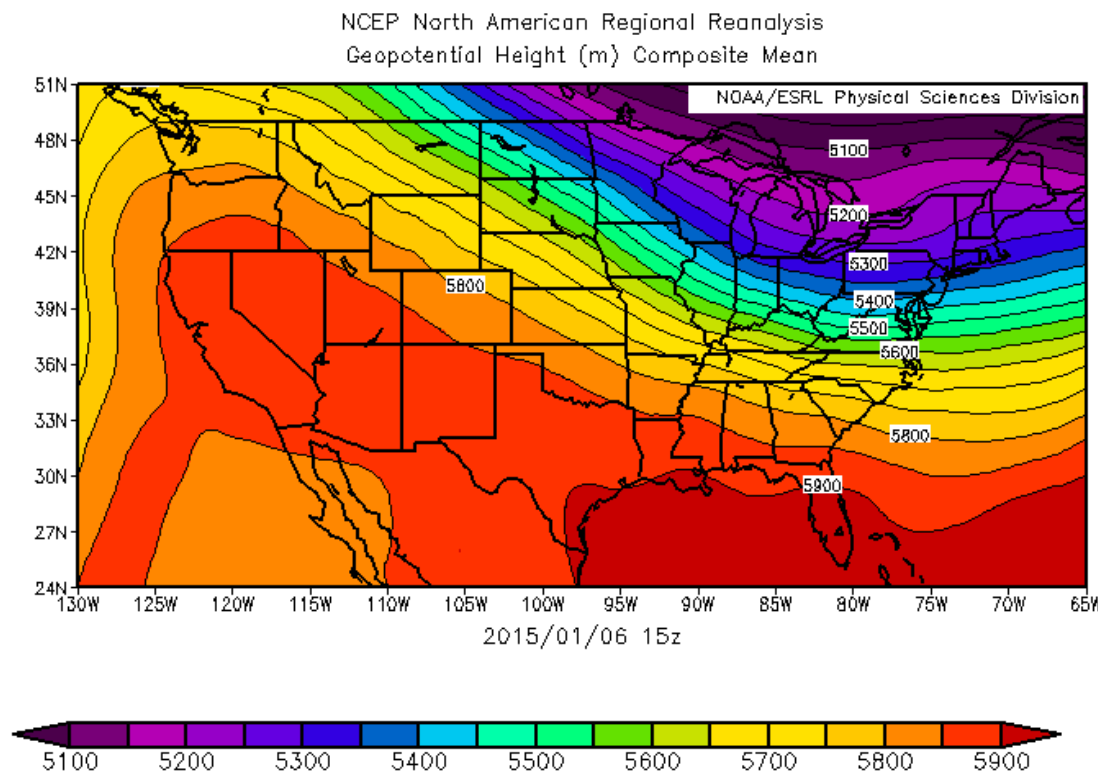 NCEP North American Regional Reanalysis
Geopotential Height (m) Composite Mean
NOAA/ESRL Physical Sciences Division
51N
48N
45N
42N
39N
36N
33N
30N
27N
24N
5100
5200
5300
5800
5400
5500
5600
5800
5900
130W 125W 120W 115W 110W 105W 100W 95W 90W 85W 80W 75W 70W 65W
2015/01/06 15z
5100 5200 5300 5400 5500 5600 5700 5800 5900